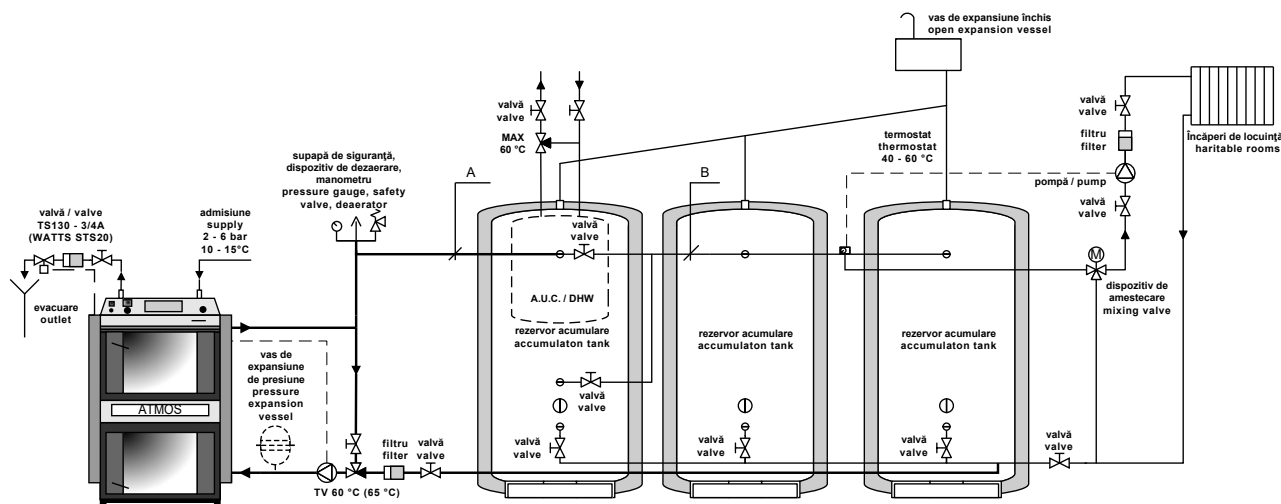 vas de expansiune închis
open expansion vessel
valvă
valve
MAX
60 °C
termostat
thermostat
40 - 60 °C
valvă
valve
filtru
filter
Încăperi de locuinţă
haritable rooms
pompă / pump
valvă
valve
supapă de siguranţă,
dispozitiv de dezaerare,
manometru
pressure gauge, safety
valve, deaerator
A
B
valvă / valve
TS130 - 3/4A
(WATTS STS20)
admisiune
supply
2 - 6 bar
10 - 15°C
valvă
valve
M
evacuare
outlet
A.U.C. / DHW
dispozitiv de
amestecare
mixing valve
rezervor acumulare
accumulaton tank
rezervor acumulare
accumulaton tank
rezervor acumulare
accumulaton tank
vas de
expansiune
de presiune
pressure
expansion
vessel
ATMOS
valvă
valve
filtru
filter
valvă
valve
valvă
valve
valvă
valve
valvă
valve
valvă
valve
TV 60 °C (65 °C)